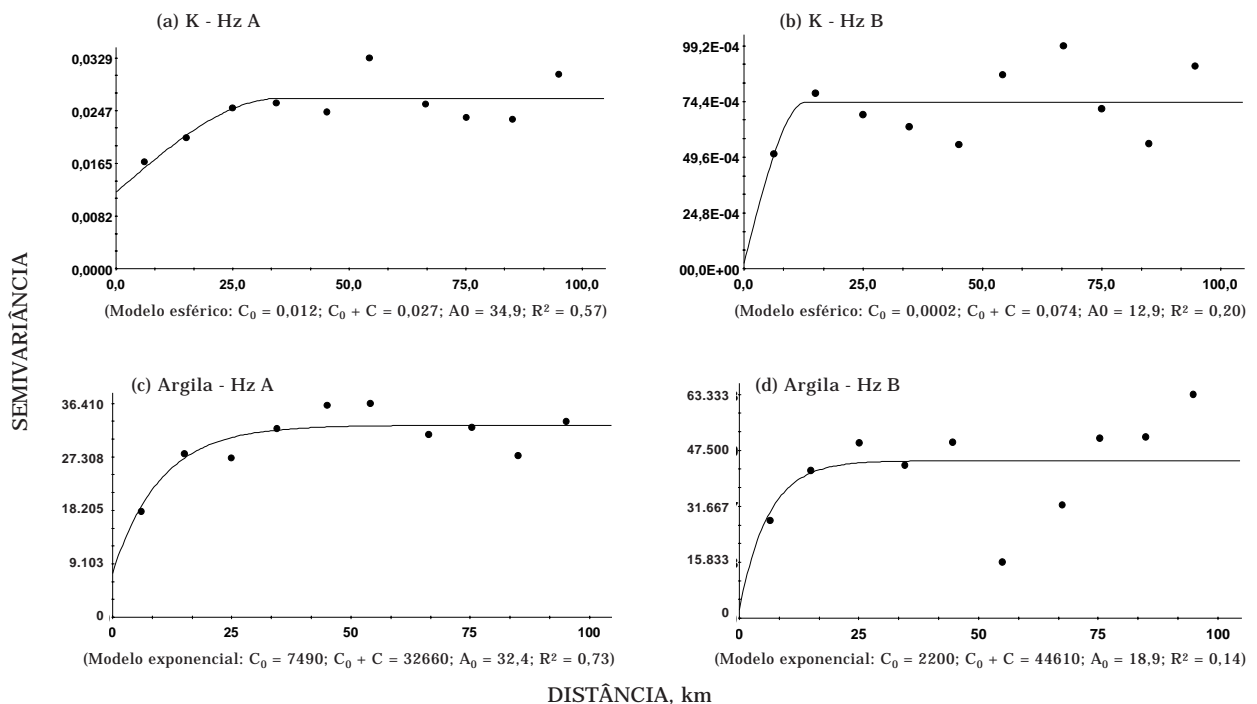 SEMIVARIÂNCIA
(a) K - Hz A
0,0329
0,0247
0,0165
0,0082
0,0000
0,0 25,0 50,0 75,0 100,0
(Modelo esférico: C₀ = 0,012; C₀ + C = 0,027; A0 = 34,9; R² = 0,57)
(b) K - Hz B
99,2E-04
74,4E-04
49,6E-04
24,8E-04
00,0E+00
0,0 25,0 50,0 75,0 100,0
(Modelo esférico: C₀ = 0,0002; C₀ + C = 0,074; A0 = 12,9; R² = 0,20)
(c) Argila - Hz A
36.410
27.308
18.205
9.103
0
0 25 50 75 100
(Modelo exponencial: C₀ = 7490; C₀ + C = 32660; A₀ = 32,4; R² = 0,73)
(d) Argila - Hz B
63.333
47.500
31.667
15.833
0
0 25 50 75 100
(Modelo exponencial: C₀ = 2200; C₀ + C = 44610; A₀ = 18,9; R² = 0,14)
DISTÂNCIA, km